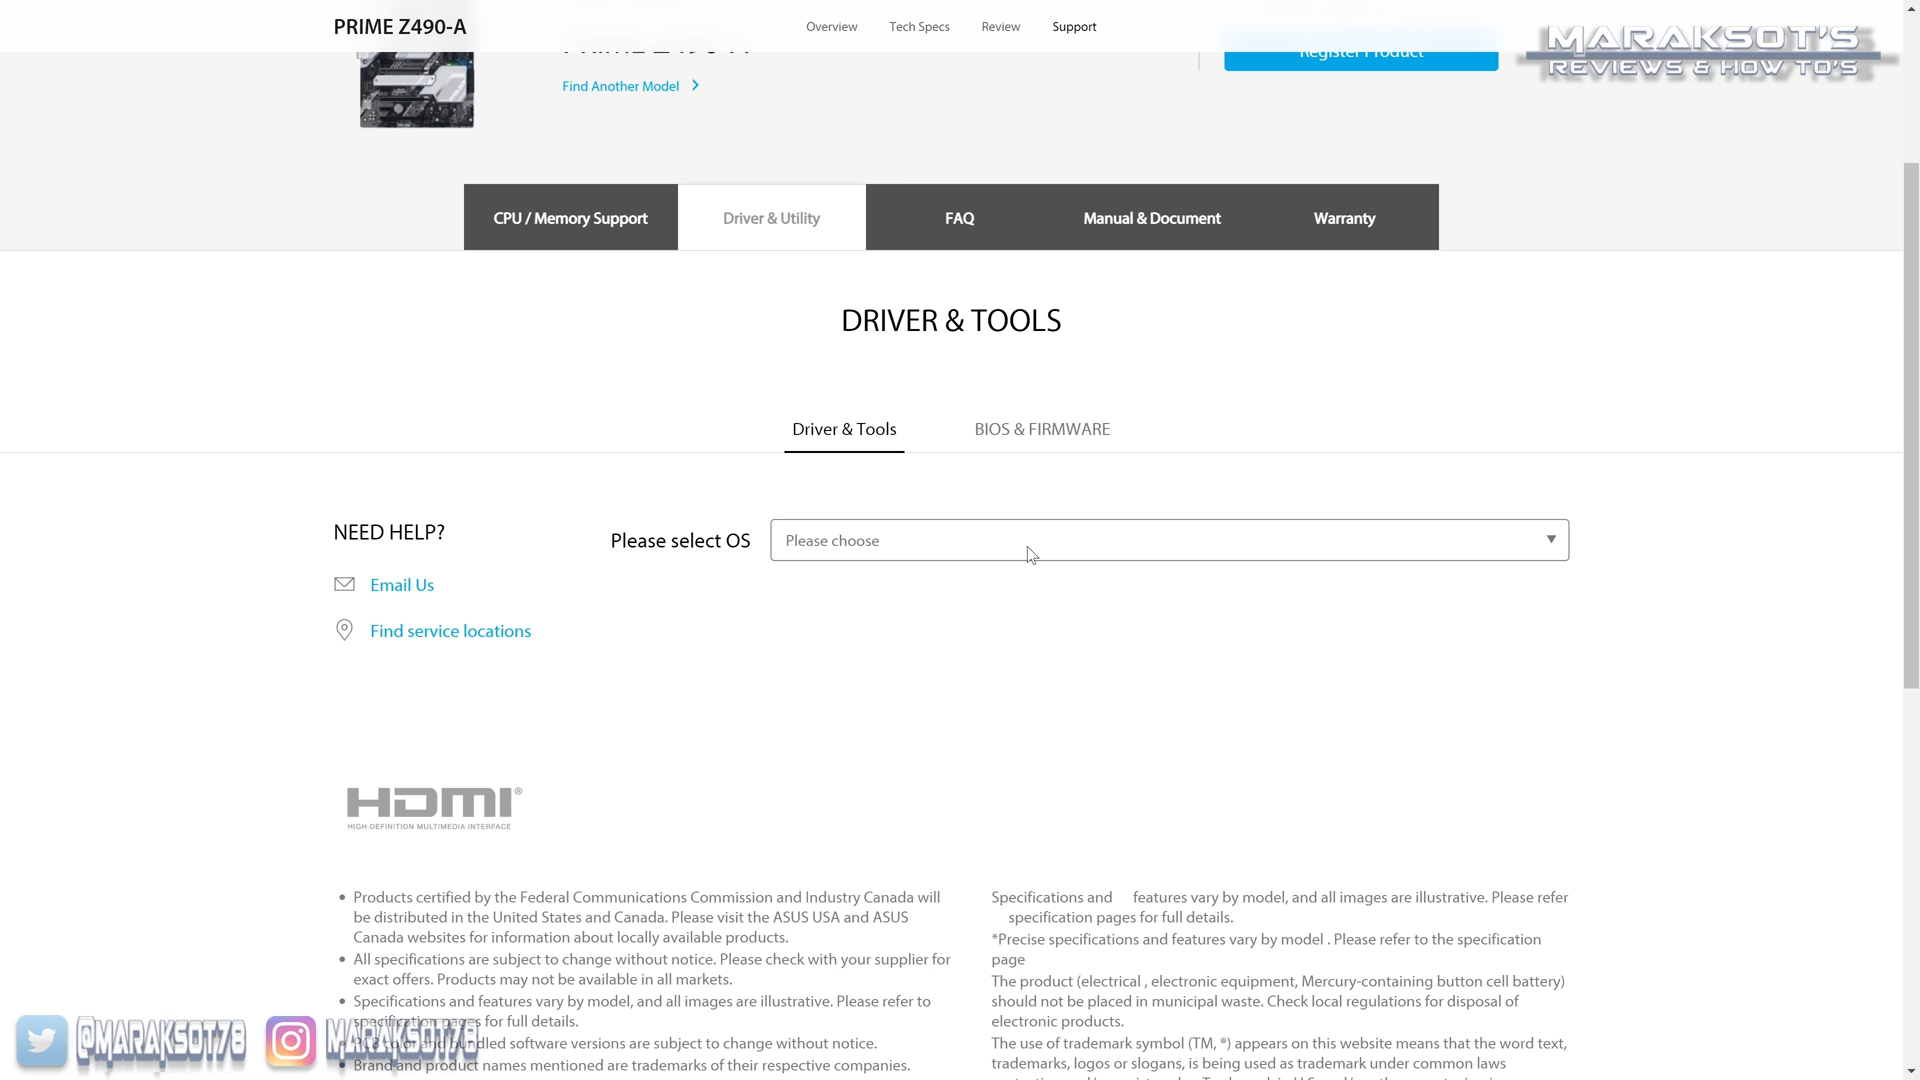 PRIME Z490-A
Overview
Tech Specs
Review
Support
MARAKSOT'S
REVIEWS & HOW TO'S
Register Product
Find Another Model
CPU / Memory Support
Driver & Utility
FAQ
Manual & Document
Warranty
DRIVER & TOOLS
Driver & Tools
BIOS & FIRMWARE
NEED HELP?
Please select OS
Please choose
Email Us
Find service locations
HDMI®
HIGH-DEFINITION MULTIMEDIA INTERFACE
Products certified by the Federal Communications Commission and Industry Canada will
be distributed in the United States and Canada. Please visit the ASUS USA and ASUS
Canada websites for information about locally available products.
All specifications are subject to change without notice. Please check with your supplier for
exact offers. Products may not be available in all markets.
Specifications and features vary by model, and all images are illustrative. Please refer to
specification pages for full details.
PCB color and bundled software versions are subject to change without notice.
Brand and product names mentioned are trademarks of their respective companies.
Specifications and features vary by model, and all images are illustrative. Please refer
specification pages for full details.
*Precise specifications and features vary by model . Please refer to the specification
page
The product (electrical , electronic equipment, Mercury-containing button cell battery)
should not be placed in municipal waste. Check local regulations for disposal of
electronic products.
The use of trademark symbol (TM, ®) appears on this website means that the word text,
trademarks, logos or slogans, is being used as trademark under common laws
@MARAKSOT78
MARAKSOT78